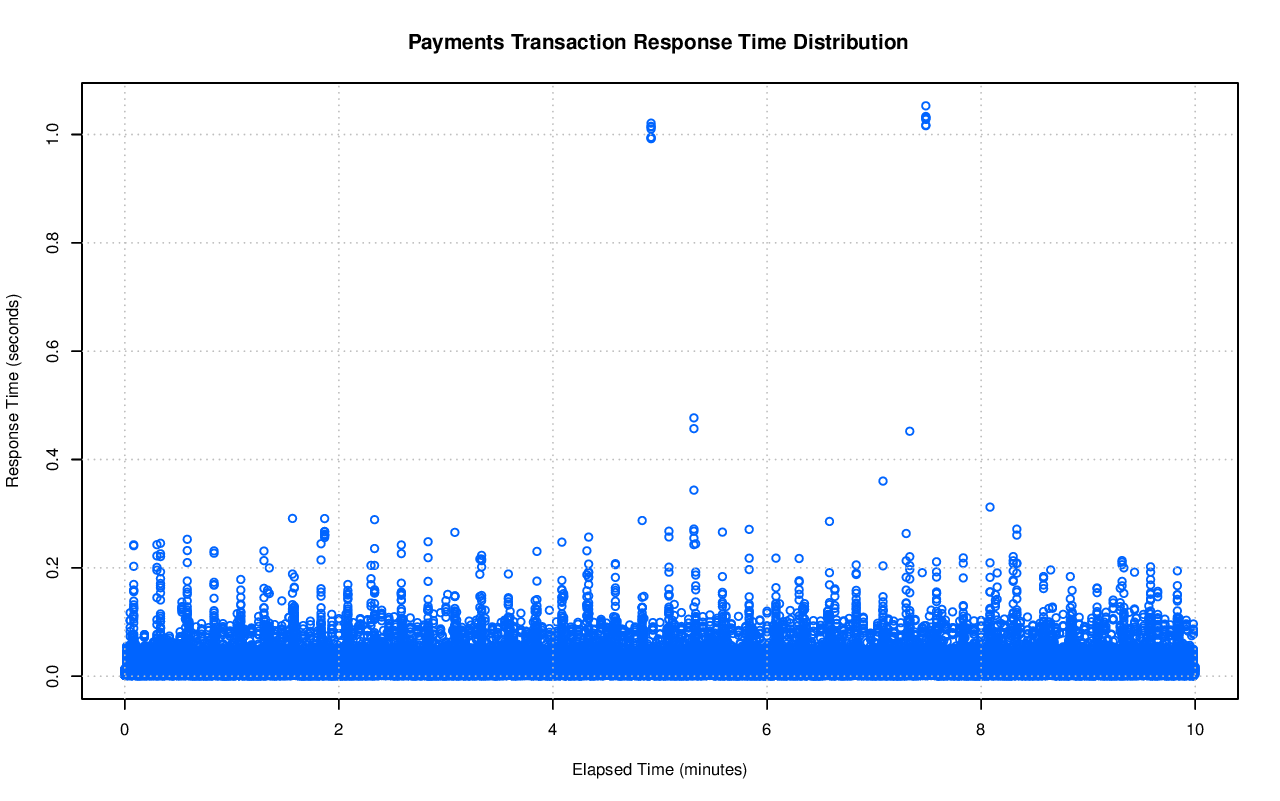 Payments Transaction Response Time Distribution
Response Time (seconds)
1.0
0.8
0.6
0.4
0.2
0.0
0 2 4 6 8 10
Elapsed Time (minutes)